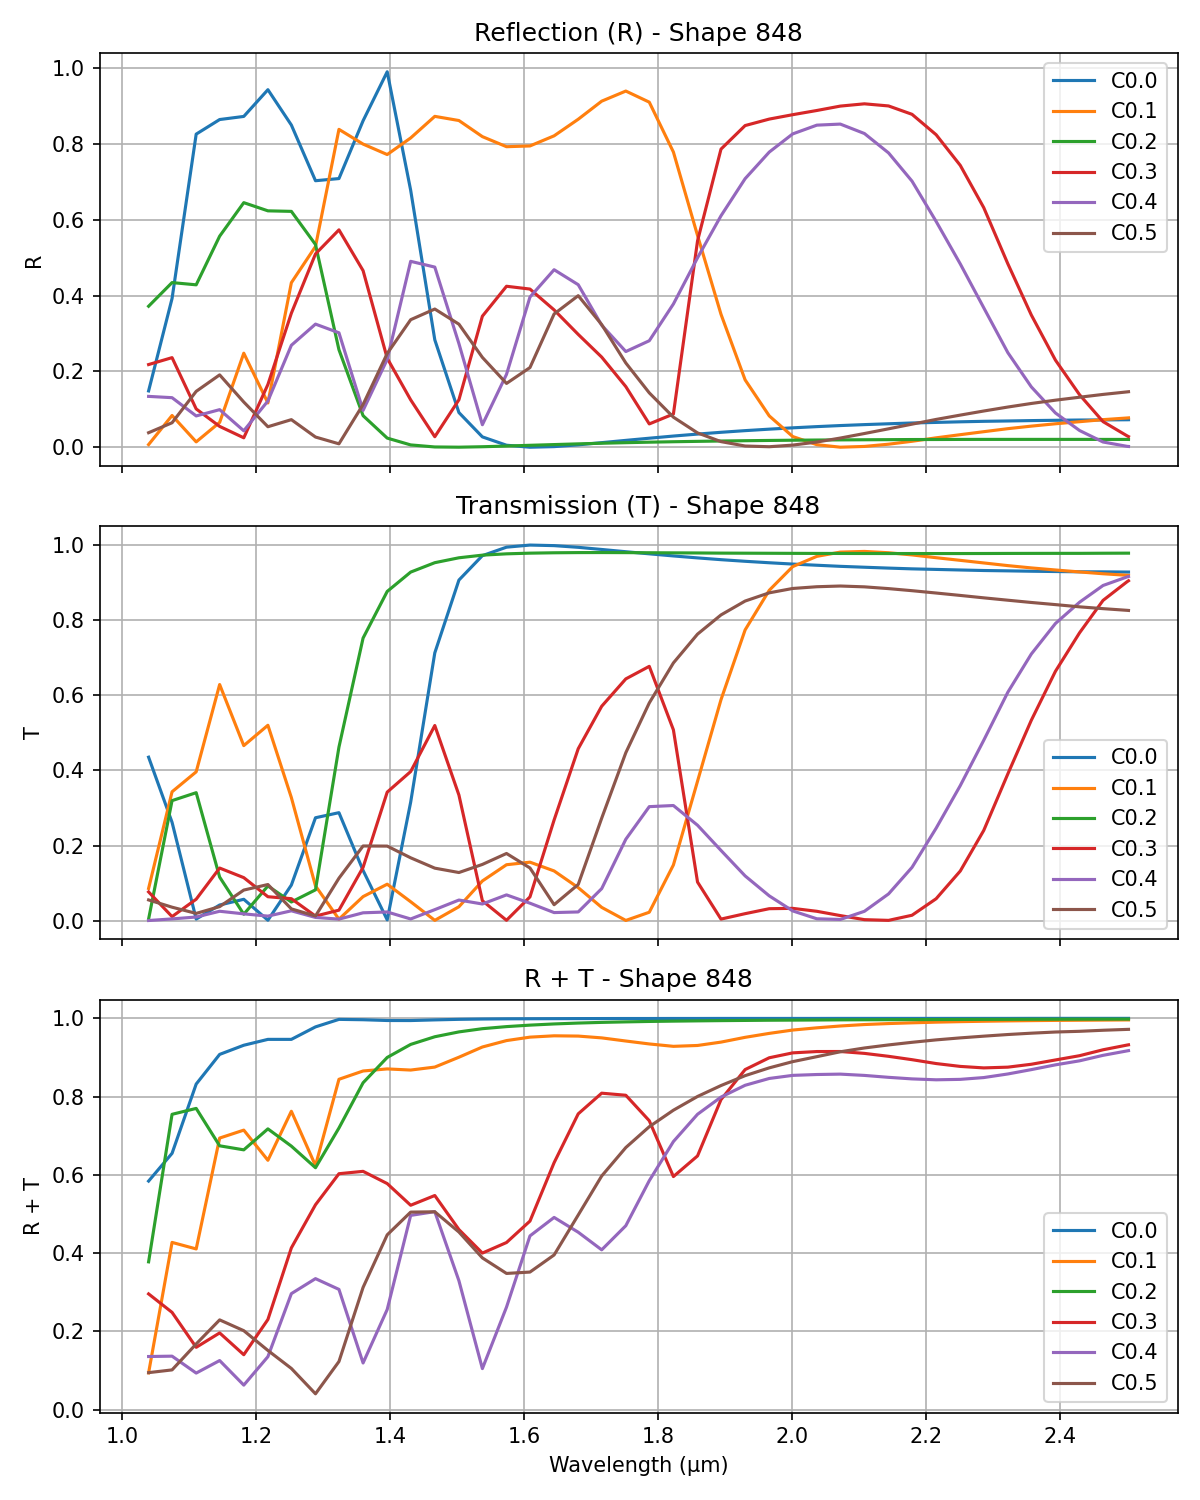 Reflection (R) - Shape 848
1.0
0.8
0.6
0.4
0.2
0.0
R
C0.0
C0.1
C0.2
C0.3
C0.4
C0.5
Transmission (T) - Shape 848
1.0
0.8
0.6
0.4
0.2
0.0
T
C0.0
C0.1
C0.2
C0.3
C0.4
C0.5
R + T - Shape 848
1.0
0.8
0.6
0.4
0.2
0.0
R + T
C0.0
C0.1
C0.2
C0.3
C0.4
C0.5
1.0 1.2 1.4 1.6 1.8 2.0 2.2 2.4
Wavelength (μm)